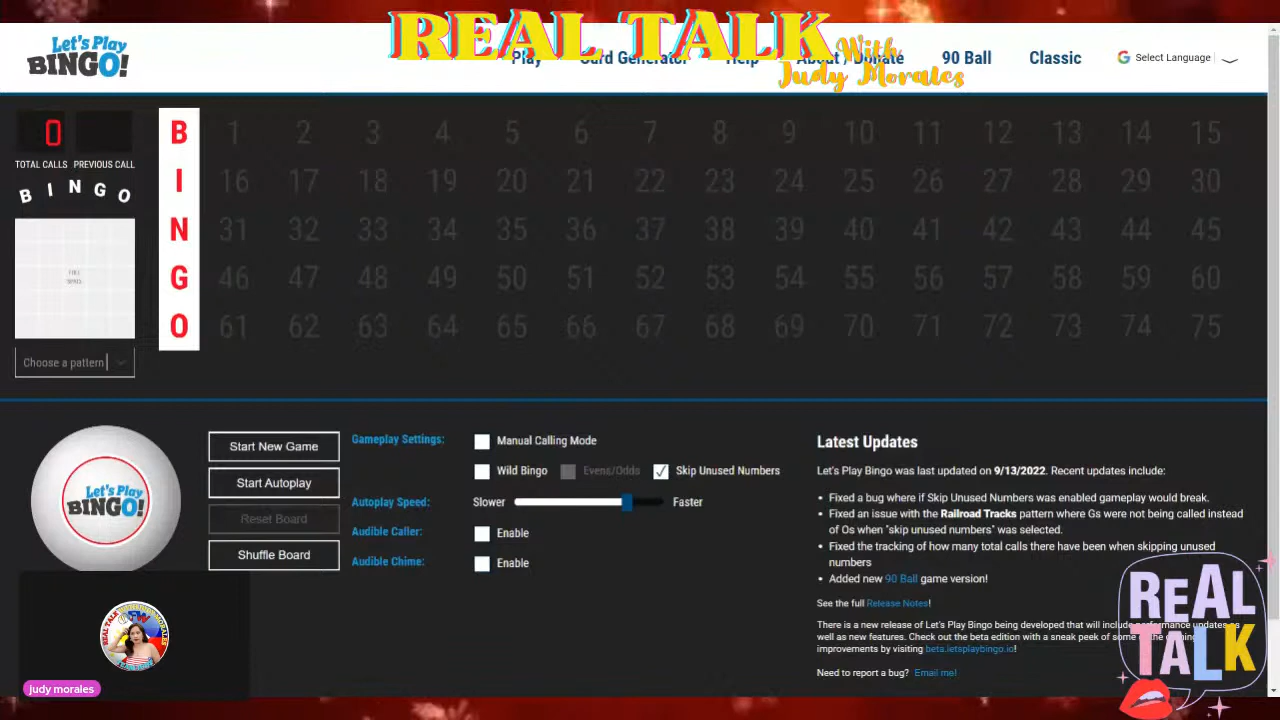 REAL TALK
With
Judy Morales
Let's Play
BINGO!
Play Card Generator Help About / Donate 90 Ball Classic
Select Language
0
TOTAL CALLS PREVIOUS CALL
B I N G O
B 1 2 3 4 5 6 7 8 9 10 11 12 13 14 15
I 16 17 18 19 20 21 22 23 24 25 26 27 28 29 30
N 31 32 33 34 35 36 37 38 39 40 41 42 43 44 45
G 46 47 48 49 50 51 52 53 54 55 56 57 58 59 60
O 61 62 63 64 65 66 67 68 69 70 71 72 73 74 75
Choose a pattern
Let's Play
BINGO!
Start New Game
Start Autoplay
Reset Board
Shuffle Board
Gameplay Settings:
Manual Calling Mode
Wild Bingo Evens/Odds Skip Unused Numbers
Autoplay Speed: Slower Faster
Audible Caller: Enable
Audible Chime: Enable
Latest Updates
Let's Play Bingo was last updated on 9/13/2022. Recent updates include:
Fixed a bug where if Skip Unused Numbers was enabled gameplay would break.
Fixed an issue with the Railroad Tracks pattern where Gs were not being called instead
of Os when "skip unused numbers" was selected.
Fixed the tracking of how many total calls there have been when skipping unused
numbers
Added new 90 Ball game version!
See the full Release Notes!
There is a new release of Let's Play Bingo being developed that will include performance updates as
well as new features. Check out the beta edition with a sneak peek of some of the
improvements by visiting beta.letsplaybingo.io!
Need to report a bug? Email me!
judy morales
REAL
TALK